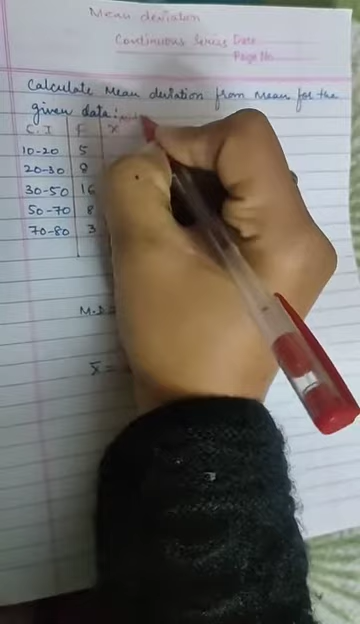 Mean deviation
Continuous Series Date
Page No.
Calculate Mean deviation from Mean for the
given data:
C.I F X
10-20 5
20-30 8
30-50 16
50-70 8
70-80 3
M.D=
x̄ =